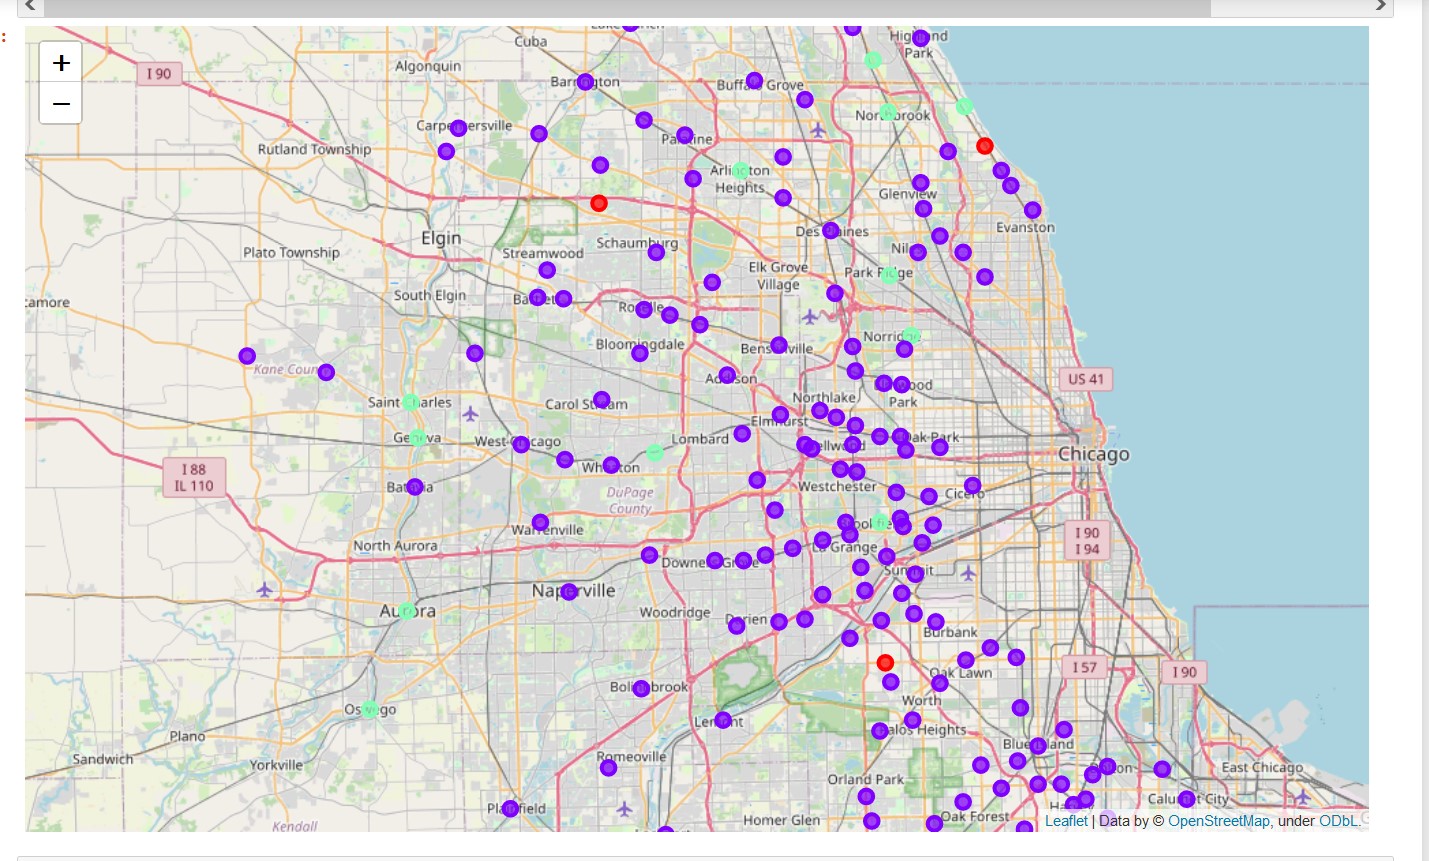 :
+
−
Cuba
Highland
Park
I 90
Algonquin
Barrington
Buffalo Grove
Northbrook
Carpentersville
Palatine
Rutland Township
Arlington
Heights
Glenview
Evanston
Elgin
Des Plaines
Schaumburg
Niles
Plato Township
Streamwood
Elk Grove
Village
Park Ridge
South Elgin
Bartlett
Roselle
Norridge
Bloomingdale
Bensenville
Kane County
Addison
US 41
Elmwood
Park
Saint Charles
Carol Stream
Northlake
Elmhurst
Geneva
West Chicago
Lombard
Bellwood
Oak Park
Chicago
Wheaton
I 88
IL 110
Batavia
DuPage
County
Westchester
Cicero
Warrenville
Brookfield
I 90
I 94
North Aurora
La Grange
Downers Grove
Summit
Naperville
Aurora
Woodridge
Darien
Burbank
Bolingbrook
Oak Lawn
I 57
I 90
Worth
Oswego
Lemont
Palos Heights
Plano
Blue Island
Sandwich
Yorkville
Romeoville
Orland Park
Dolton
East Chicago
Plainfield
Calumet City
Kendall
Homer Glen
Oak Forest
Leaflet | Data by © OpenStreetMap, under ODbL.